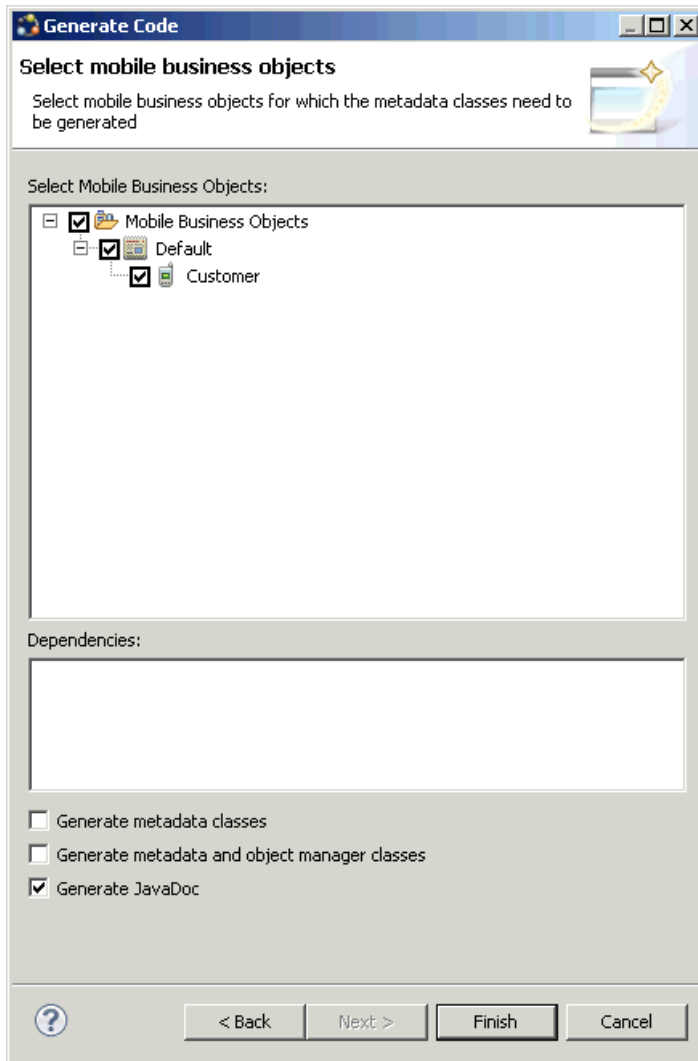 Generate Code
Select mobile business objects
Select mobile business objects for which the metadata classes need to
be generated
Select Mobile Business Objects:
Mobile Business Objects
Default
Customer
Dependencies:
Generate metadata classes
Generate metadata and object manager classes
Generate JavaDoc
? < Back Next > Finish Cancel